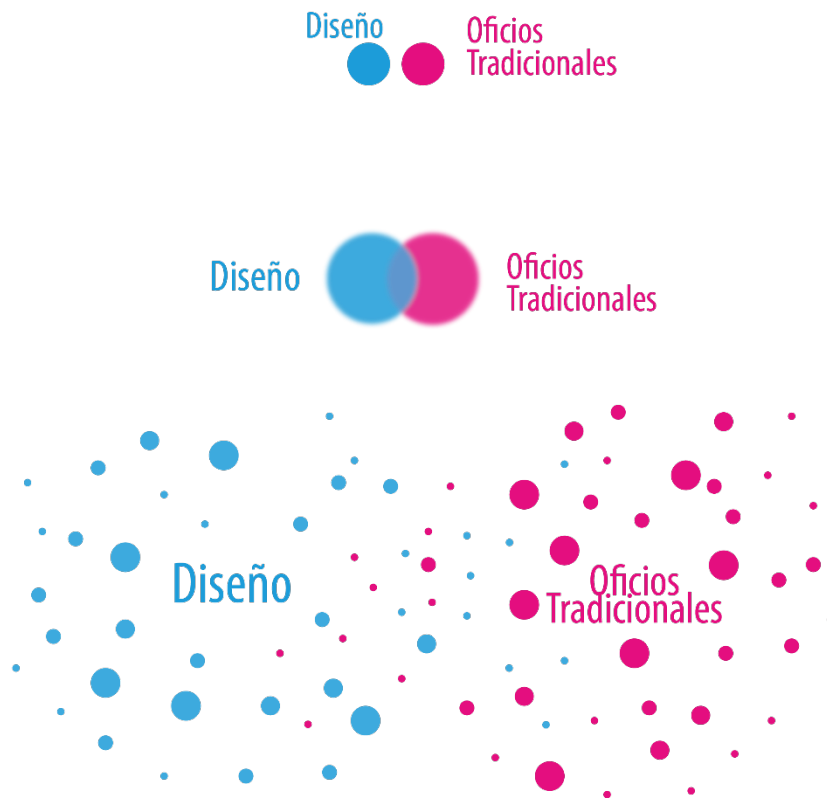 Diseño
Oficios
Tradicionales
Diseño
Oficios
Tradicionales
Diseño
Oficios
Tradicionales